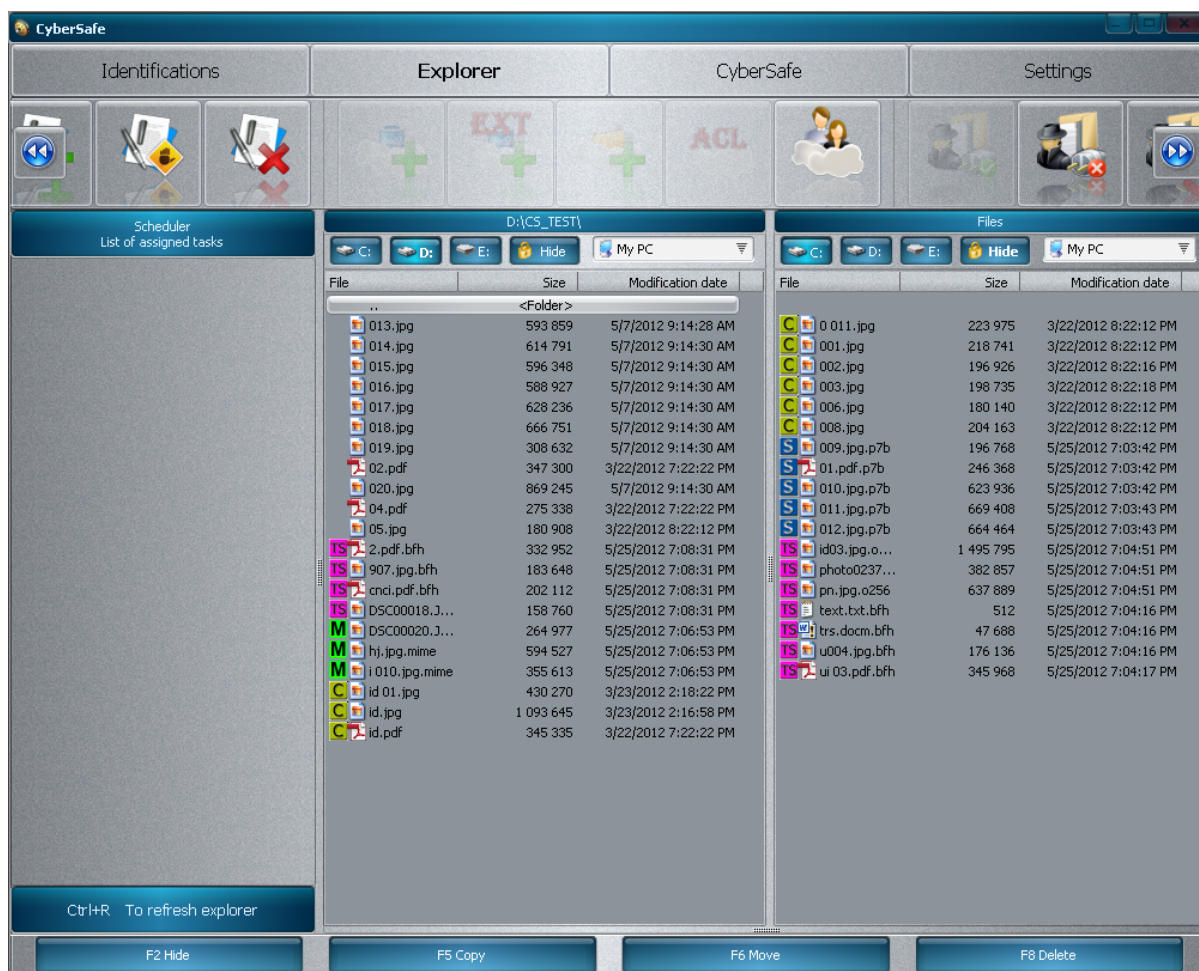 CyberSafe
Identifications Explorer CyberSafe Settings
EXT ACL
Scheduler
List of assigned tasks
D:\CS_TEST\
C: D: E: Hide My PC
File Size Modification date
.. <Folder>
013.jpg 593 859 5/7/2012 9:14:28 AM
014.jpg 614 791 5/7/2012 9:14:30 AM
015.jpg 596 348 5/7/2012 9:14:30 AM
016.jpg 588 927 5/7/2012 9:14:30 AM
017.jpg 628 236 5/7/2012 9:14:30 AM
018.jpg 666 751 5/7/2012 9:14:30 AM
019.jpg 308 632 5/7/2012 9:14:30 AM
02.pdf 347 300 3/22/2012 7:22:22 PM
020.jpg 869 245 5/7/2012 9:14:30 AM
04.pdf 275 338 3/22/2012 7:22:22 PM
05.jpg 180 908 3/22/2012 8:22:12 PM
TS 2.pdf.bfh 332 952 5/25/2012 7:08:31 PM
TS 907.jpg.bfh 183 648 5/25/2012 7:08:31 PM
TS cnci.pdf.bfh 202 112 5/25/2012 7:08:31 PM
TS DSC00018.J... 158 760 5/25/2012 7:08:31 PM
M DSC00020.J... 264 977 5/25/2012 7:06:53 PM
M hj.jpg.mime 594 527 5/25/2012 7:06:53 PM
M i 010.jpg.mime 355 613 5/25/2012 7:06:53 PM
C id 01.jpg 430 270 3/23/2012 2:18:22 PM
C id.jpg 1 093 645 3/23/2012 2:16:58 PM
C id.pdf 345 335 3/22/2012 7:22:22 PM
Files
C: D: E: Hide My PC
File Size Modification date
C 0 011.jpg 223 975 3/22/2012 8:22:12 PM
C 001.jpg 218 741 3/22/2012 8:22:12 PM
C 002.jpg 196 926 3/22/2012 8:22:16 PM
C 003.jpg 198 735 3/22/2012 8:22:18 PM
C 006.jpg 180 140 3/22/2012 8:22:12 PM
C 008.jpg 204 163 3/22/2012 8:22:12 PM
S 009.jpg.p7b 196 768 5/25/2012 7:03:42 PM
S 01.pdf.p7b 246 368 5/25/2012 7:03:42 PM
S 010.jpg.p7b 623 936 5/25/2012 7:03:42 PM
S 011.jpg.p7b 669 408 5/25/2012 7:03:43 PM
S 012.jpg.p7b 664 464 5/25/2012 7:03:43 PM
TS id03.jpg.o... 1 495 795 5/25/2012 7:04:51 PM
TS photo0237... 382 857 5/25/2012 7:04:51 PM
TS pn.jpg.o256 637 889 5/25/2012 7:04:51 PM
TS text.txt.bfh 512 5/25/2012 7:04:16 PM
TS trs.docm.bfh 47 688 5/25/2012 7:04:16 PM
TS u004.jpg.bfh 176 136 5/25/2012 7:04:16 PM
TS ui 03.pdf.bfh 345 968 5/25/2012 7:04:17 PM
Ctrl+R To refresh explorer
F2 Hide F5 Copy F6 Move F8 Delete